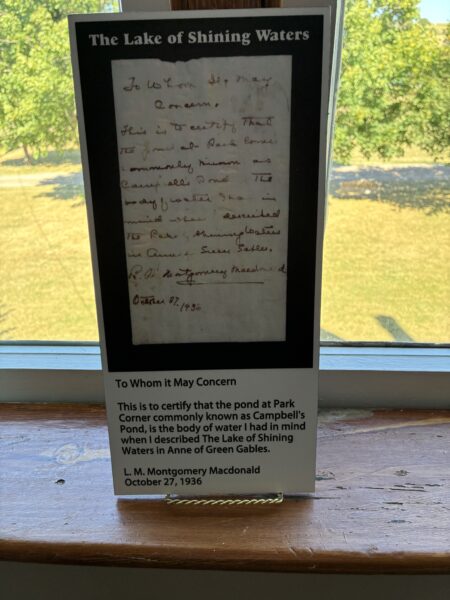 The Lake of Shining Waters
To Whom It May
Concern.
This is to certify that
the pond at Park Corner
commonly known as
Campbells Pond The
body of water I had in
mind when I described
The Lake of Shining Waters
in Anne of Green Gables.
L. M. Montgomery Macdonald
October 27, 1936
To Whom it May Concern
This is to certify that the pond at Park
Corner commonly known as Campbell's
Pond, is the body of water I had in mind
when I described The Lake of Shining
Waters in Anne of Green Gables.
L. M. Montgomery Macdonald
October 27, 1936